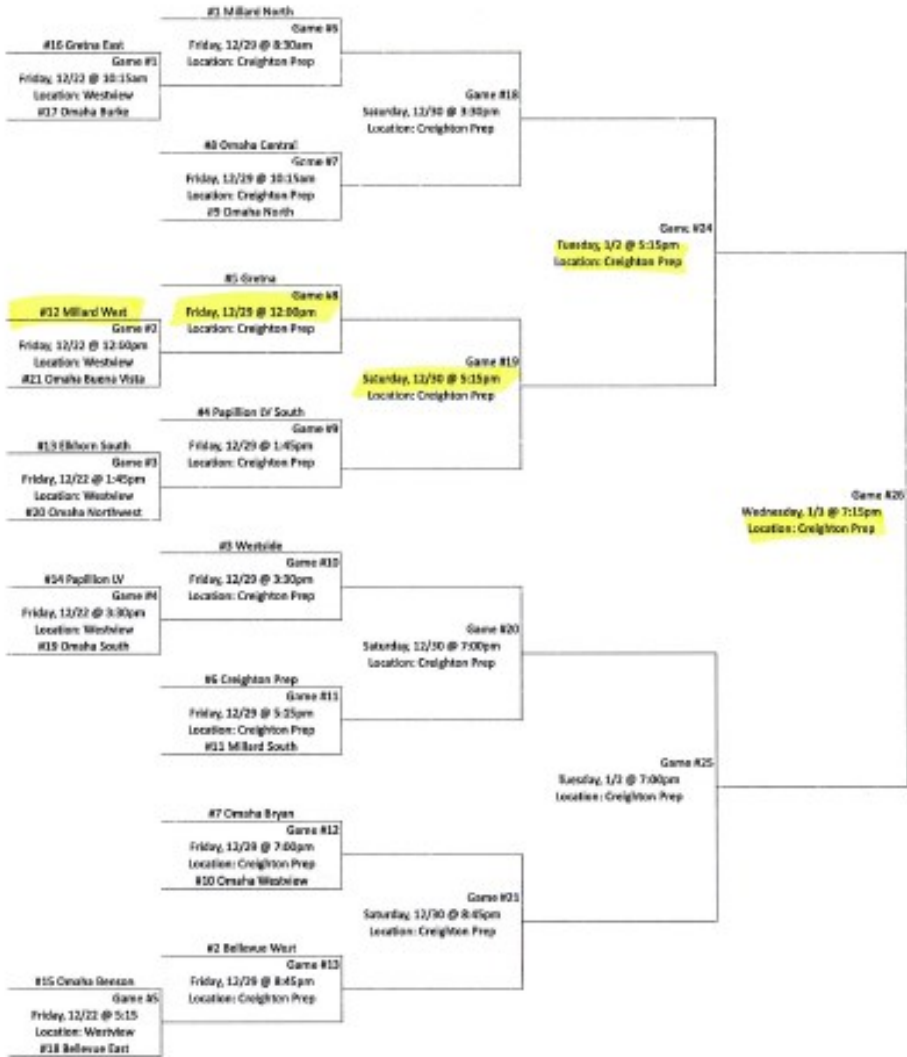 #1 Millard North
Game #6
Friday, 12/29 @ 8:30am
Location: Creighton Prep
#16 Gretna East
Game #1
Friday, 12/22 @ 10:15am
Location: Westview
#17 Omaha Burke
Game #18
Saturday, 12/30 @ 3:30pm
Location: Creighton Prep
#8 Omaha Central
Game #7
Friday, 12/29 @ 10:15am
Location: Creighton Prep
#9 Omaha North
Game #24
Tuesday, 1/2 @ 5:15pm
Location: Creighton Prep
#5 Gretna
Game #8
Friday, 12/29 @ 12:00pm
Location: Creighton Prep
#12 Millard West
Game #2
Friday, 12/22 @
Location: Westview
#21 Omaha Buena Vista
Game #19
Saturday, 12/30 @ 5:15pm
Location: Creighton Prep
#4 Papillion LV South
Game #9
Friday, 12/29 @ 1:45pm
Location: Creighton Prep
#13 Elkhorn South
Game #3
Friday, 12/22 @ 1:45pm
Location: Westview
#20 Omaha Northwest
Game #26
Wednesday, 1/3 @ 7:15pm
Location: Creighton Prep
#3 Westside
Game #10
Friday, 12/29 @ 3:30pm
Location: Creighton Prep
#14 Papillion LV
Game #4
Friday, 12/22 @ 3:30pm
Location: Westview
#19 Omaha South
Game #20
Saturday, 12/30 @ 7:00pm
Location: Creighton Prep
#6 Creighton Prep
Game #11
Friday, 12/29 @ 5:15pm
Location: Creighton Prep
#11 Millard South
Game #25
Tuesday, 1/2 @ 7:00pm
Location: Creighton Prep
#7 Omaha Bryan
Game #12
Friday, 12/29 @ 7:00pm
Location: Creighton Prep
#10 Omaha Westview
Game #21
Saturday, 12/30 @ 8:45pm
Location: Creighton Prep
#2 Bellevue West
Game #13
Friday, 12/29 @ 8:45pm
Location: Creighton Prep
#15 Omaha Benson
Game #5
Friday, 12/22 @ 5:15
Location: Westview
#18 Bellevue East